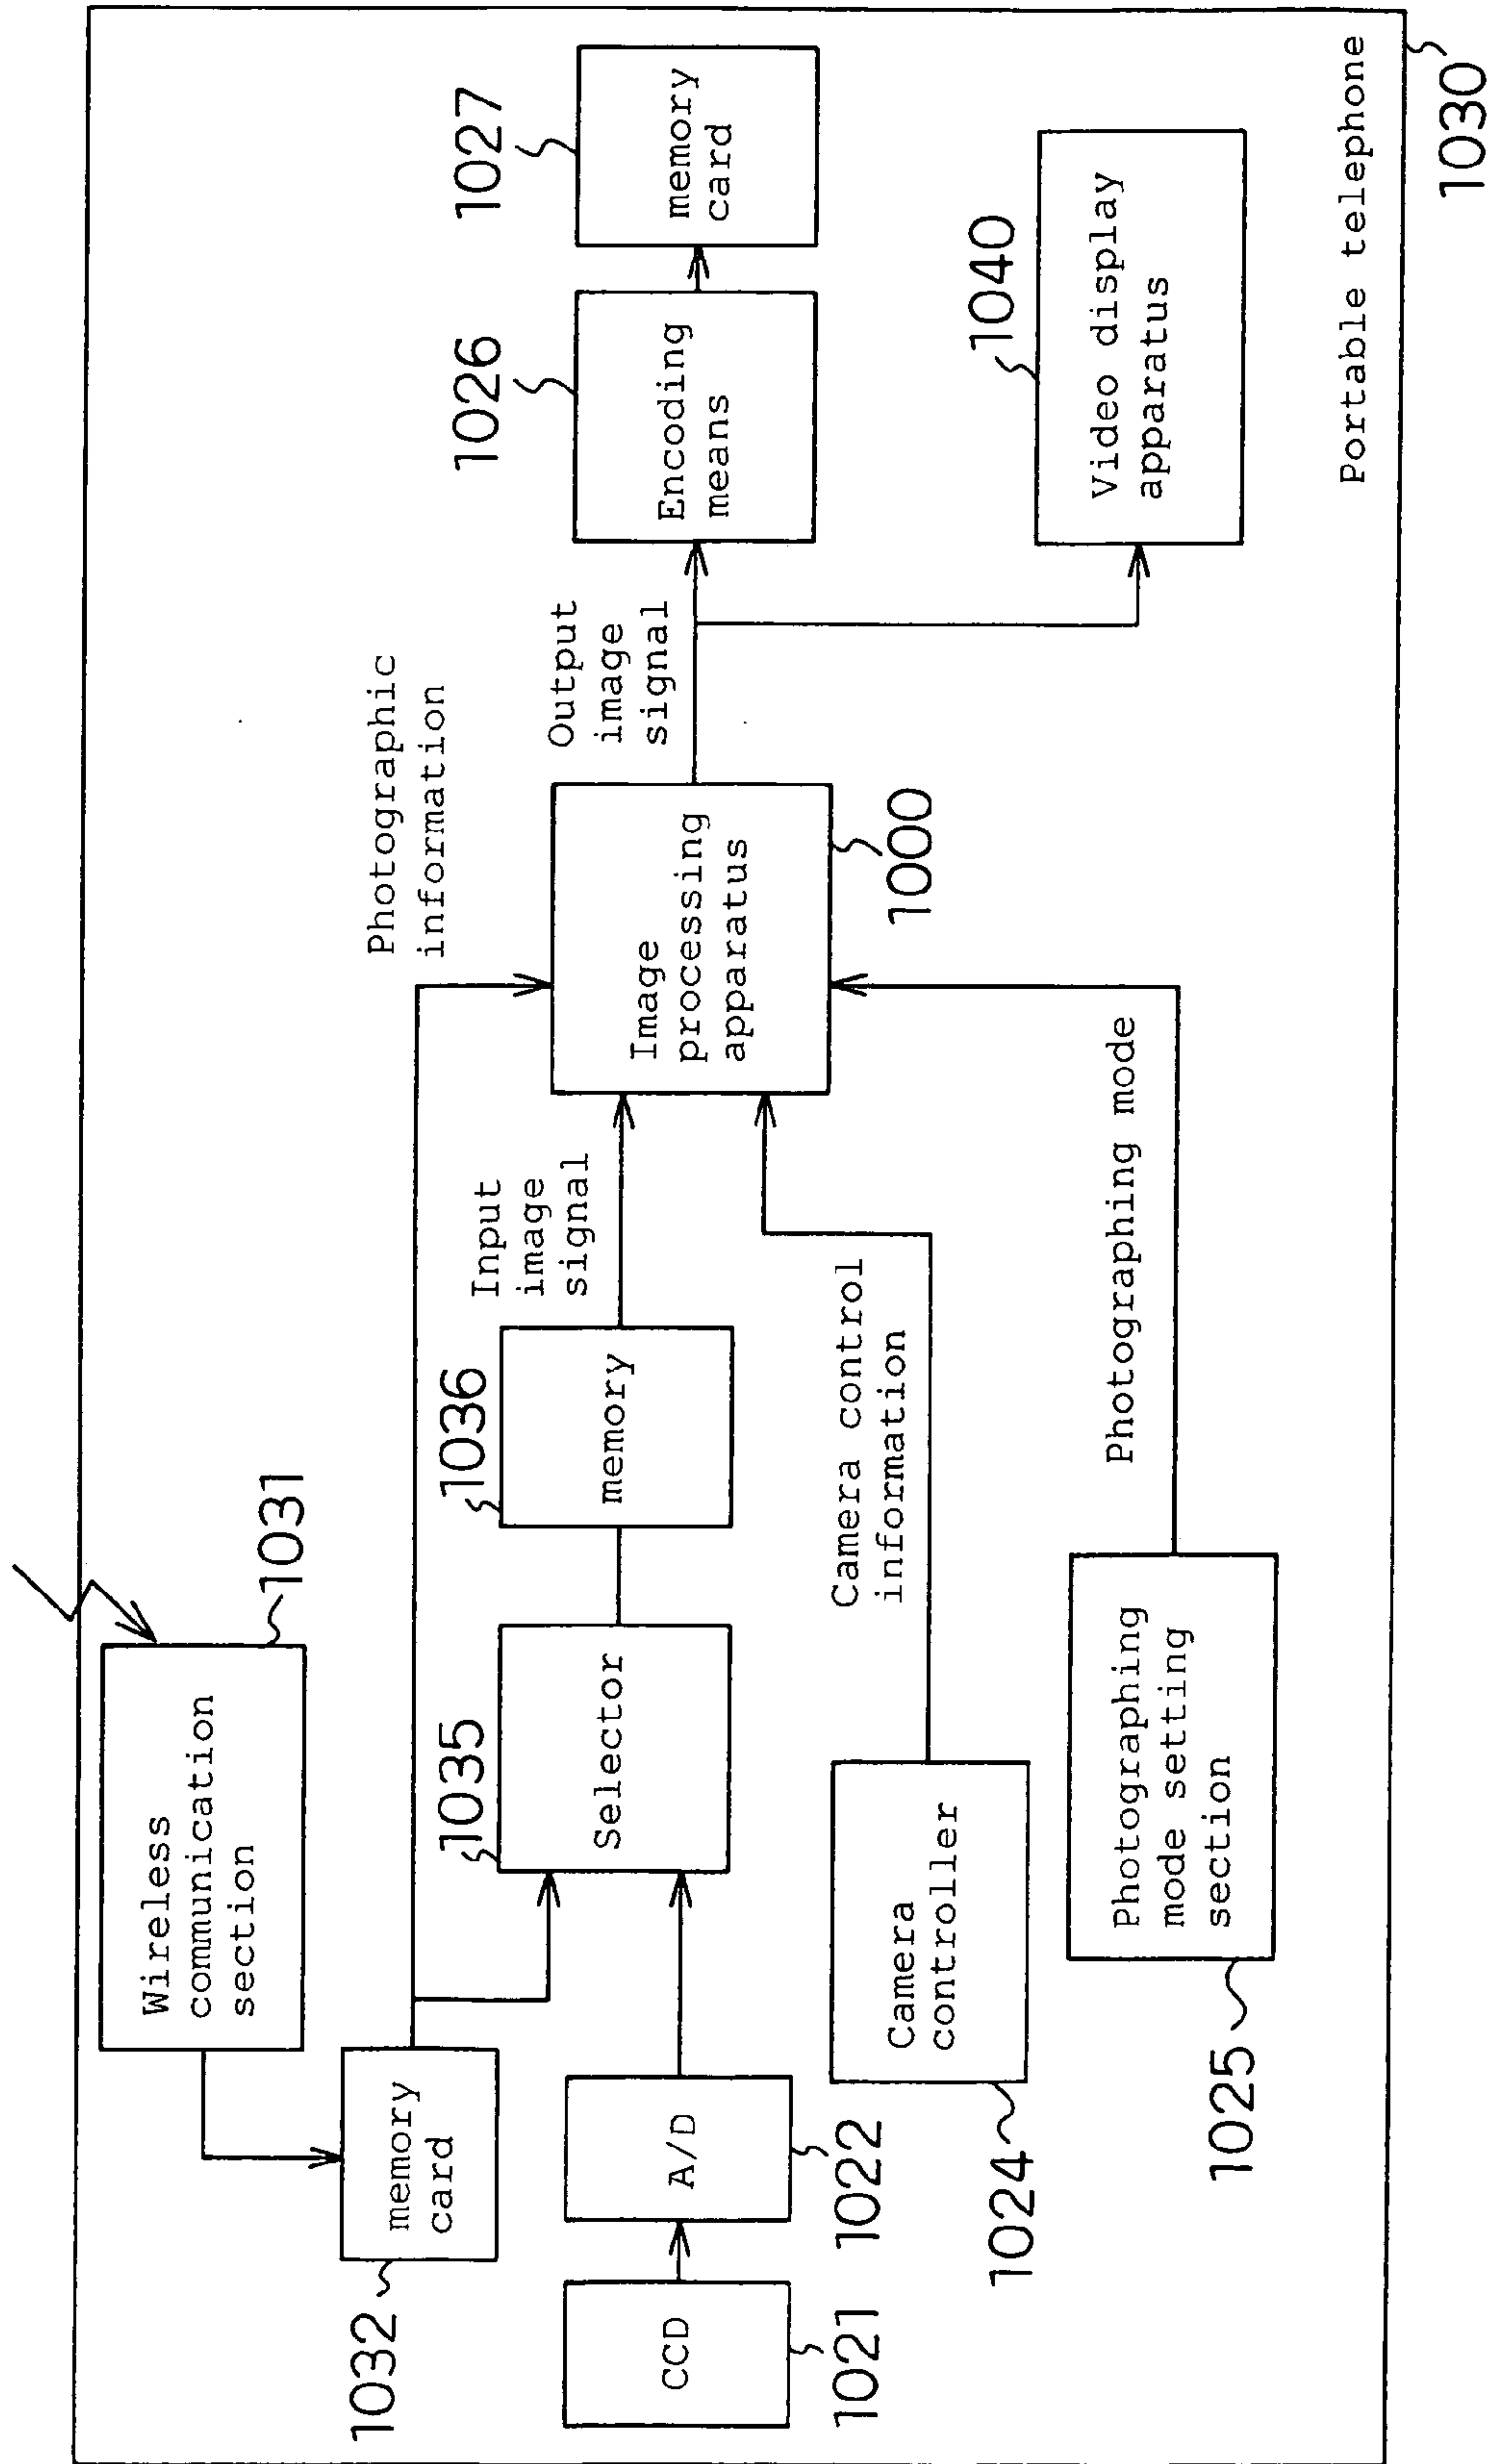 Wireless
communication
section
1031
memory
card
1032
Photographic
information
CCD
1021
A/D
1022
Selector
1035
memory
1036
Input
image
signal
Image
processing
apparatus
1000
Output
image
signal
Encoding
means
1026
memory
card
1027
Camera
controller
1024
Camera control
information
Video display
apparatus
1040
Photographing
mode setting
section
1025
Photographing mode
Portable telephone
1030